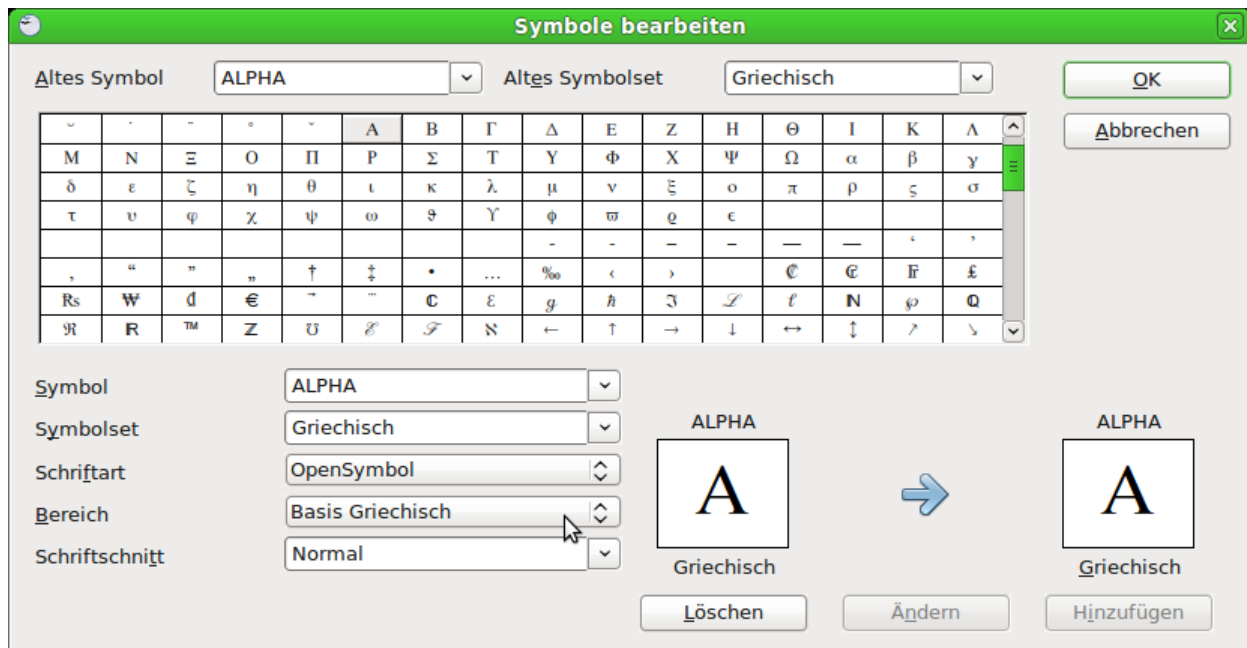 Symbole bearbeiten
Altes Symbol ALPHA Altes Symbolset Griechisch OK
Abbrechen
˘ ˙ ¨ ˚ ˇ Α Β Γ Δ Ε Ζ Η Θ Ι Κ Λ
Μ Ν Ξ Ο Π Ρ Σ Τ Υ Φ Χ Ψ Ω α β γ
δ ε ζ η θ ι κ λ μ ν ξ ο π ρ ς σ
τ υ φ χ ψ ω ϑ ϒ ϕ ϖ ϱ ϵ
‐ ‑ ‒ – — ― ‘ ’
‚ “ ” „ † ‡ • … ‰ ‹ › ₡ ₢ ₣ ₤
₨ ₩ ₫ € ⃗ ⃛ ℂ ℇ ℊ ℏ ℑ ℒ ℓ ℕ ℘ ℚ
ℜ ℝ ™ ℤ ℧ ℰ ℱ ℵ ← ↑ → ↓ ↔ ↕ ↗ ↘
Symbol ALPHA
Symbolset Griechisch
Schriftart OpenSymbol
Bereich Basis Griechisch
Schriftschnitt Normal
ALPHA ALPHA
Α Α
Griechisch Griechisch
Löschen Ändern Hinzufügen